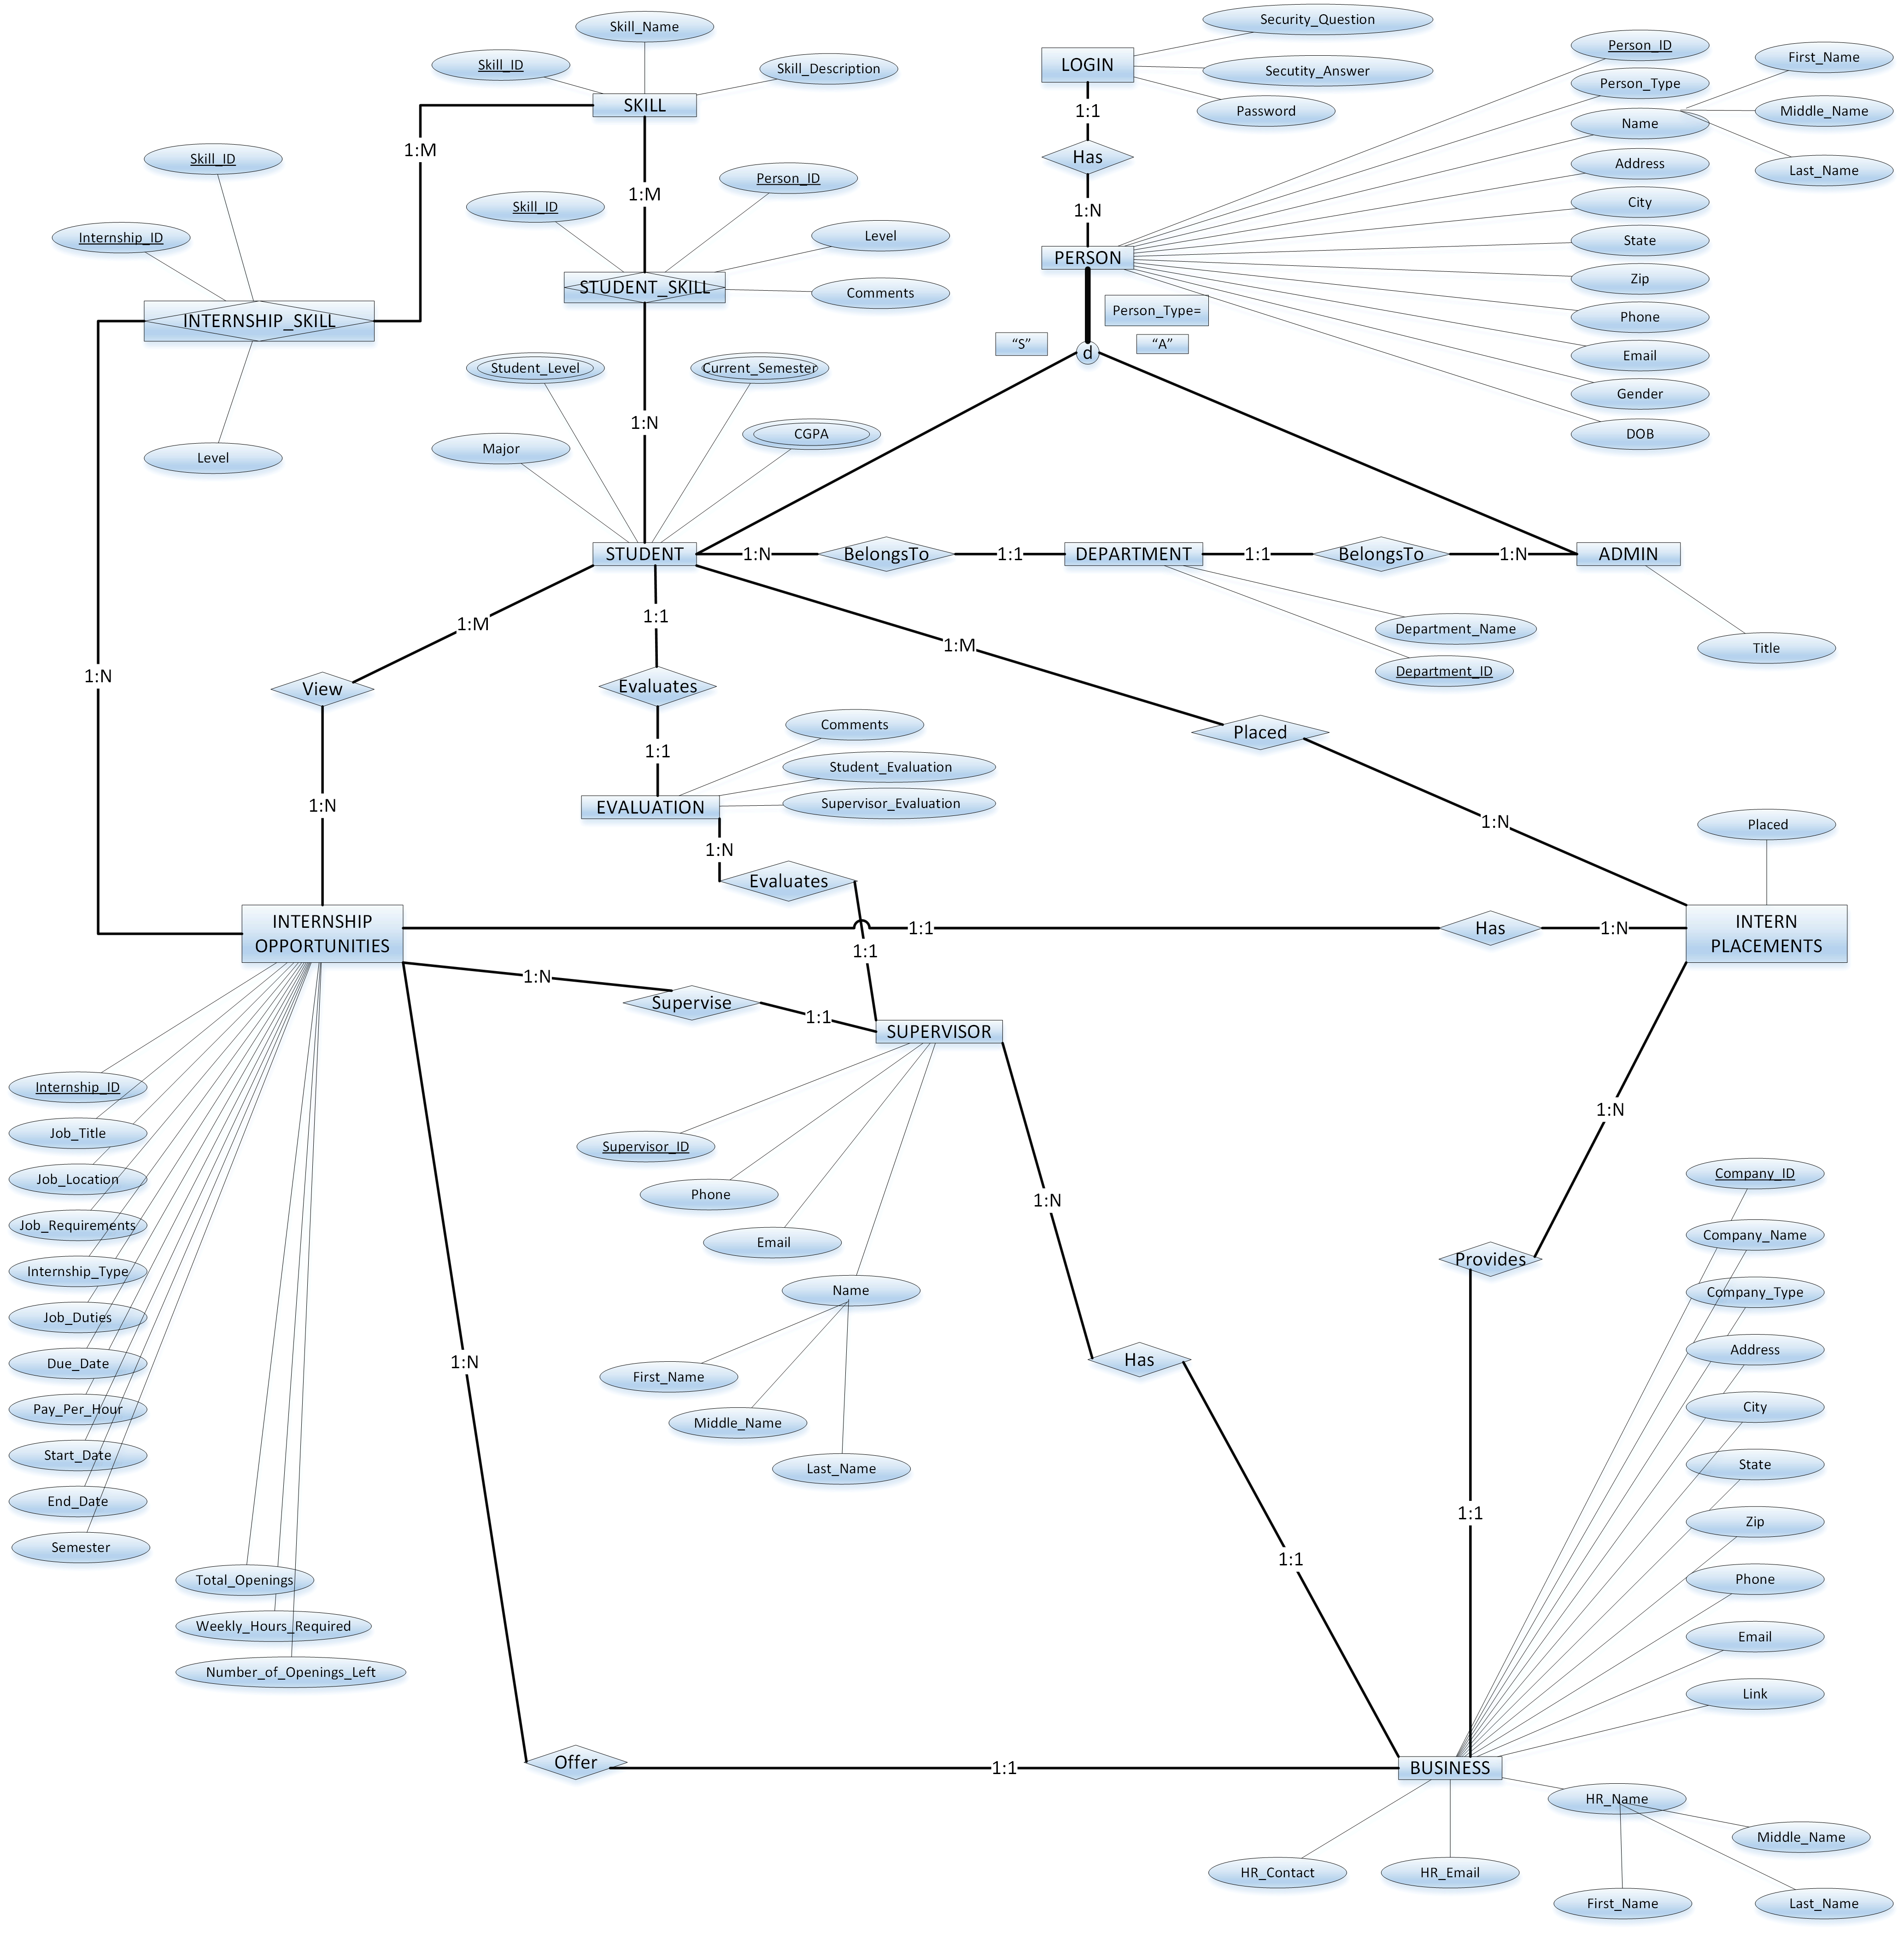 Skill_Name
Skill_ID
Skill_Description
SKILL
1:M
1:M
Skill_ID
Internship_ID
INTERNSHIP_SKILL
Level
1:N
Skill_ID
Person_ID
Level
Comments
STUDENT_SKILL
1:N
Student_Level
Current_Semester
Major
CGPA
LOGIN
Security_Question
Secutity_Answer
Password
1:1
Has
1:N
PERSON
Person_ID
Person_Type
Name
First_Name
Middle_Name
Last_Name
Address
City
State
Zip
Phone
Email
Gender
DOB
Person_Type=
“S”
“A”
d
STUDENT
1:N
BelongsTo
1:1
DEPARTMENT
1:1
BelongsTo
1:N
ADMIN
Department_Name
Department_ID
Title
1:M
View
1:N
1:1
Evaluates
1:1
1:M
Placed
1:N
Comments
Student_Evaluation
Supervisor_Evaluation
EVALUATION
1:N
Evaluates
1:1
Placed
INTERNSHIP
OPPORTUNITIES
1:1
Has
1:N
INTERN
PLACEMENTS
1:N
Supervise
1:1
SUPERVISOR
Internship_ID
Job_Title
Job_Location
Job_Requirements
Internship_Type
Job_Duties
Due_Date
Pay_Per_Hour
Start_Date
End_Date
Semester
Total_Openings
Weekly_Hours_Required
Number_of_Openings_Left
Supervisor_ID
Phone
Email
Name
First_Name
Middle_Name
Last_Name
1:N
Has
1:1
1:N
Provides
1:1
1:N
Offer
1:1
Company_ID
Company_Name
Company_Type
Address
City
State
Zip
Phone
Email
Link
BUSINESS
HR_Name
Middle_Name
HR_Contact
HR_Email
First_Name
Last_Name